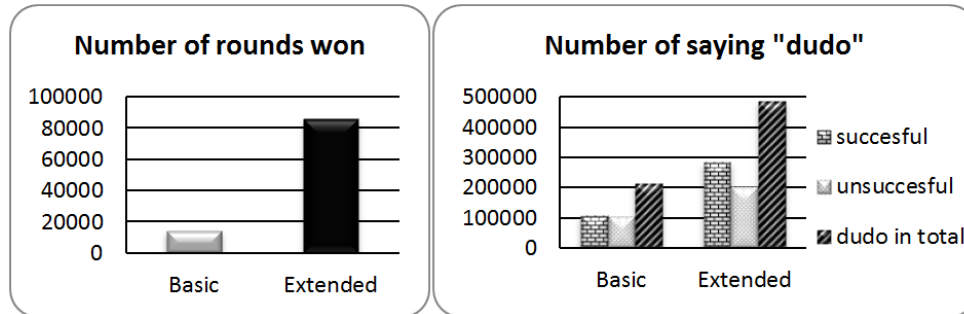 Number of rounds won
100000
80000
60000
40000
20000
0
Basic Extended
Number of saying "dudo"
500000
400000
300000
200000
100000
0
Basic Extended
succesful
unsuccesful
dudo in total